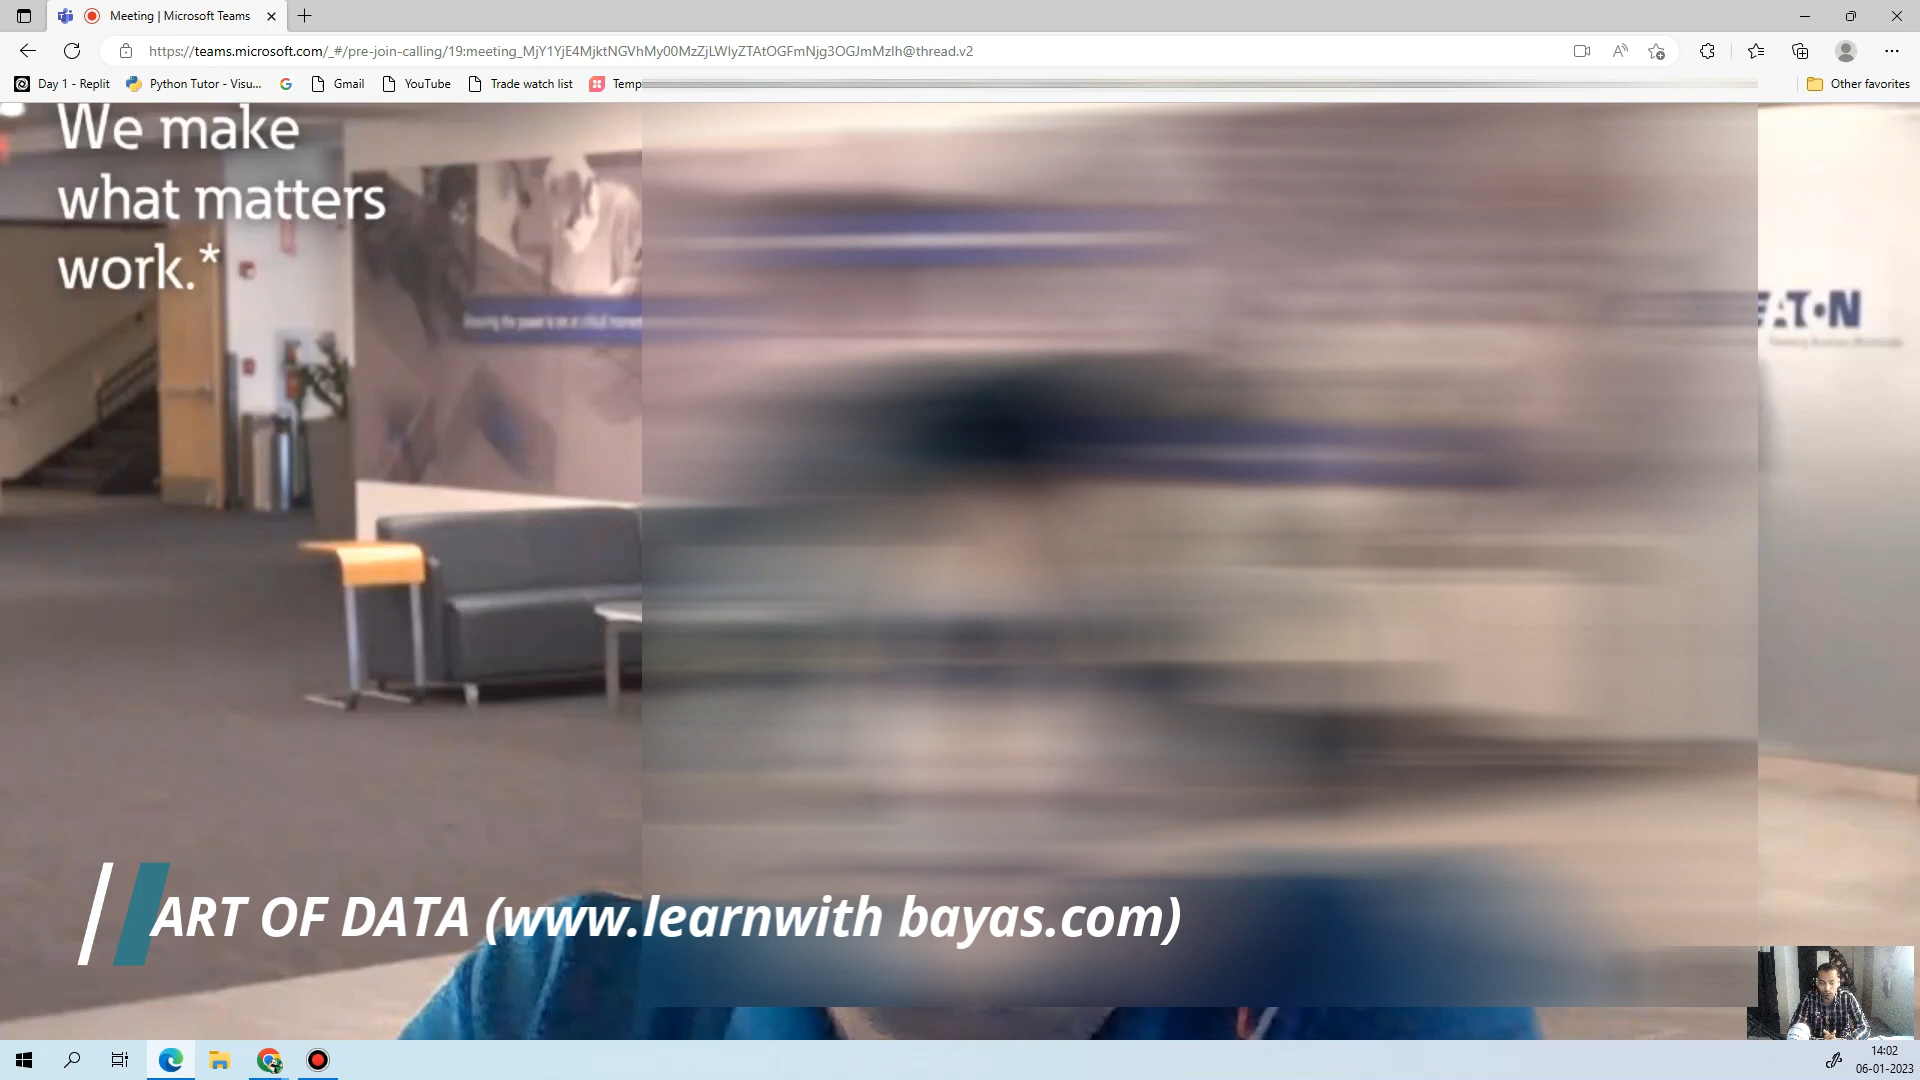 Meeting | Microsoft Teams
https://teams.microsoft.com/_#/pre-join-calling/19:meeting_MjY1YjE4MjktNGVhMy00MzZjLWIyZTAtOGFmNjg3OGJmMzlh@thread.v2
Day 1 - Replit
Python Tutor - Visu...
Gmail
YouTube
Trade watch list
Temp
Other favorites
We make
what matters
work.*
EATON
ART OF DATA (www.learnwith bayas.com)
14:02
06-01-2023